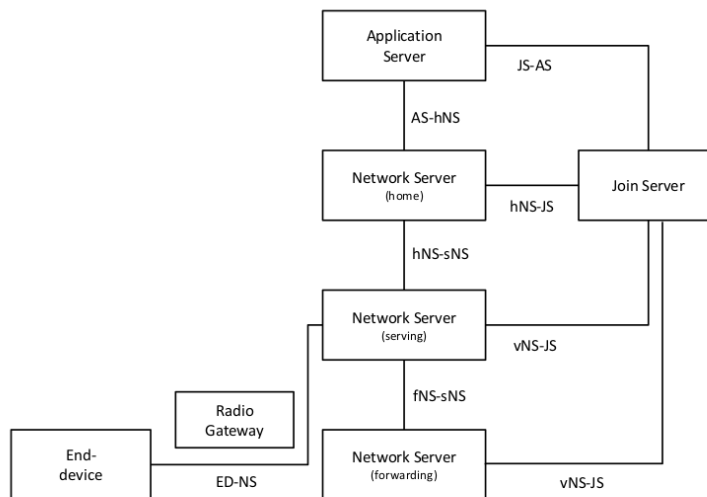 Application
Server
JS-AS
AS-hNS
Network Server
(home)
hNS-JS
Join Server
hNS-sNS
Network Server
(serving)
vNS-JS
fNS-sNS
Radio
Gateway
End-
device
ED-NS
Network Server
(forwarding)
vNS-JS